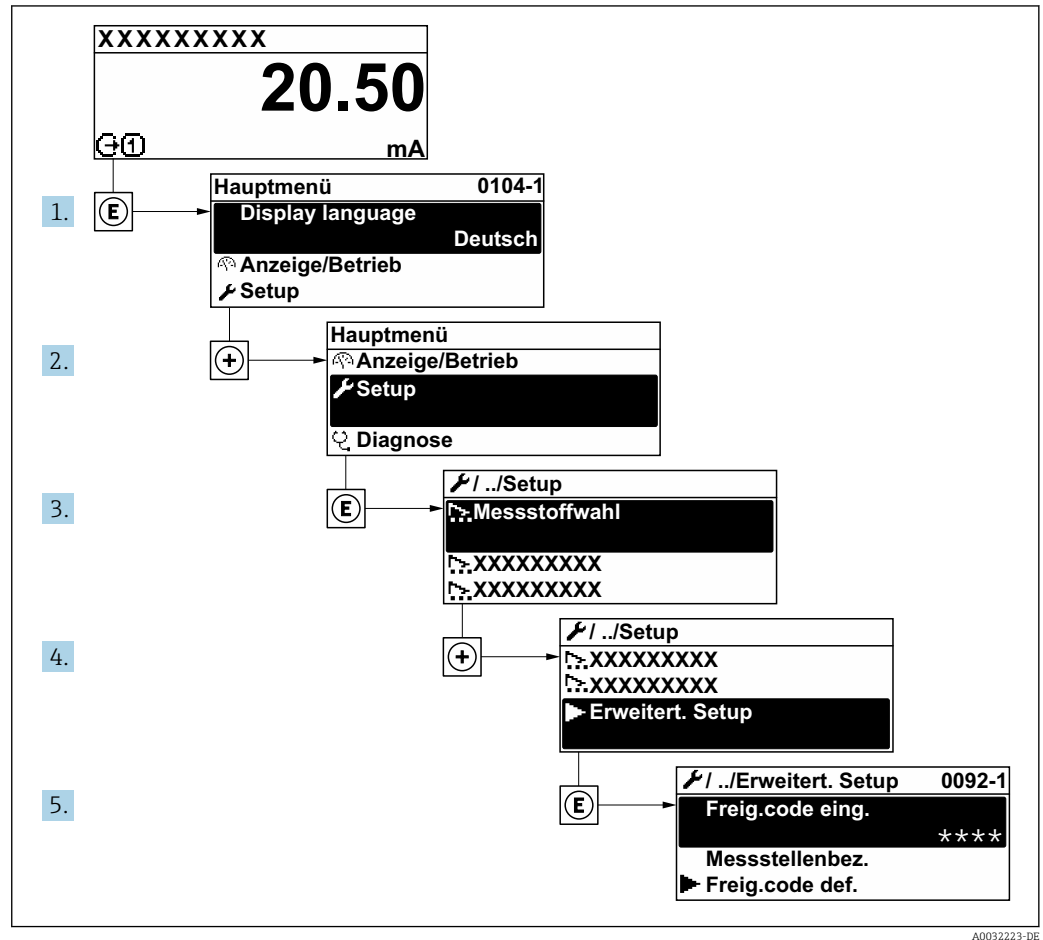 XXXXXXXXX
20.50
1 mA
1. E Hauptmenü 0104-1
Display language
Deutsch
Anzeige/Betrieb
Setup
2. + Hauptmenü
Anzeige/Betrieb
Setup
Diagnose
3. E / ../Setup
Messstoffwahl
XXXXXXXXX
XXXXXXXXX
4. + / ../Setup
XXXXXXXXX
XXXXXXXXX
Erweitert. Setup
5. E / ../Erweitert. Setup 0092-1
Freig.code eing.
****
Messstellenbez.
Freig.code def.
A0032223-DE